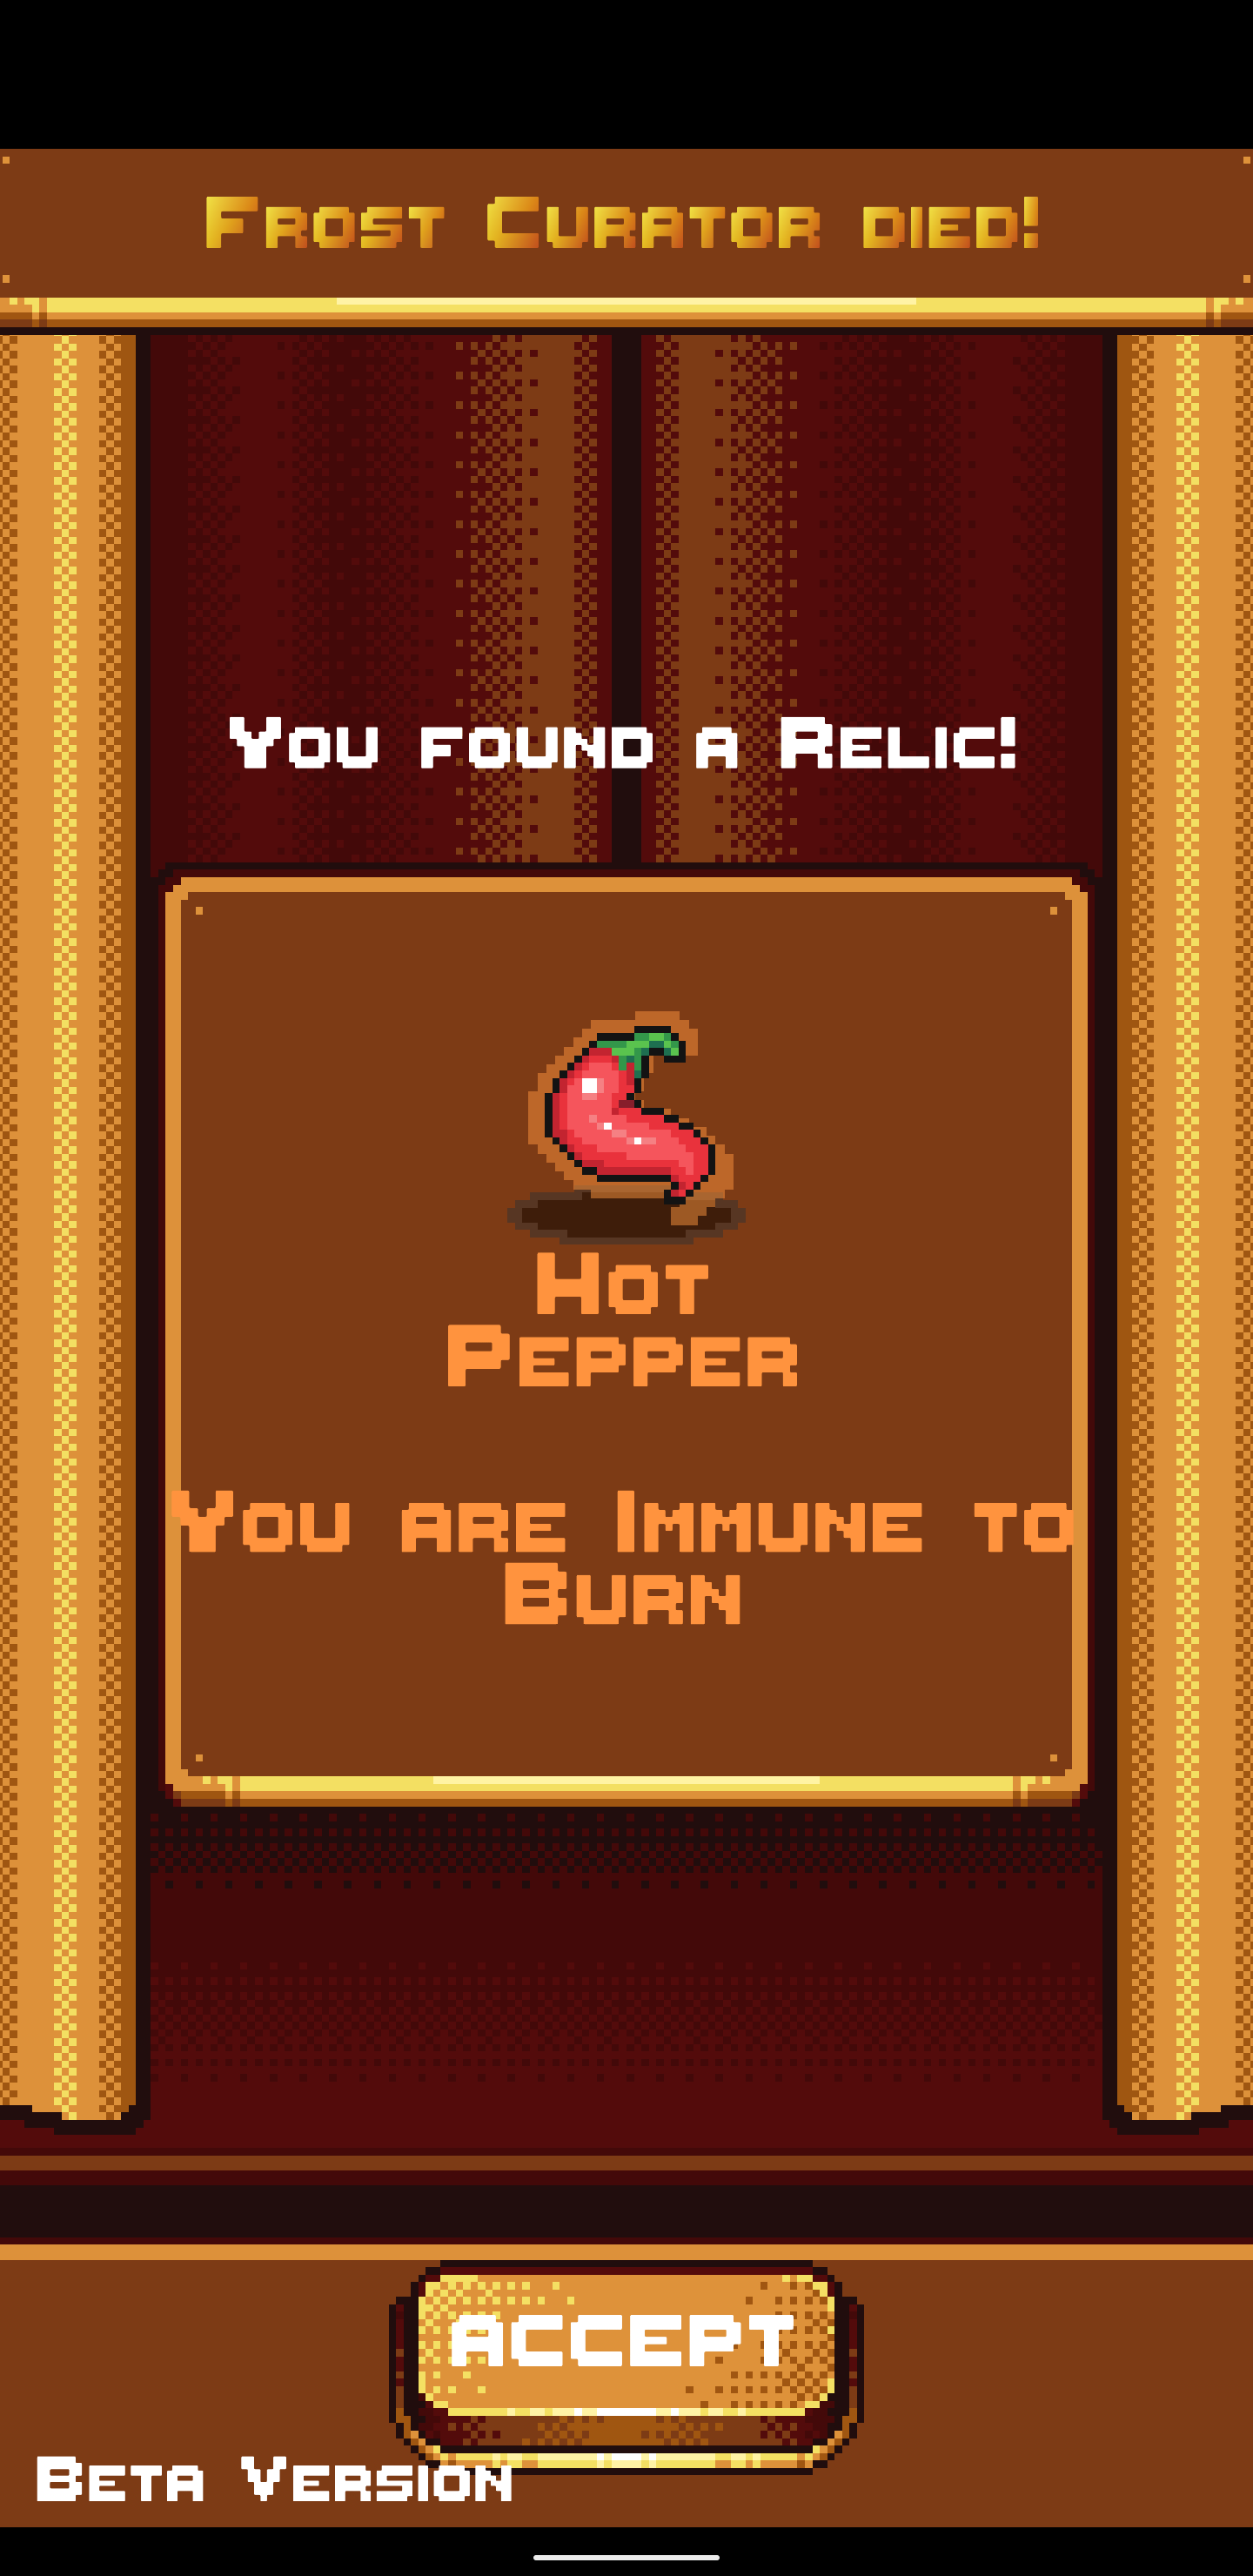 Frost Curator died!
You found a Relic!
Hot
Pepper
You are Immune to
Burn
ACCEPT
Beta Version